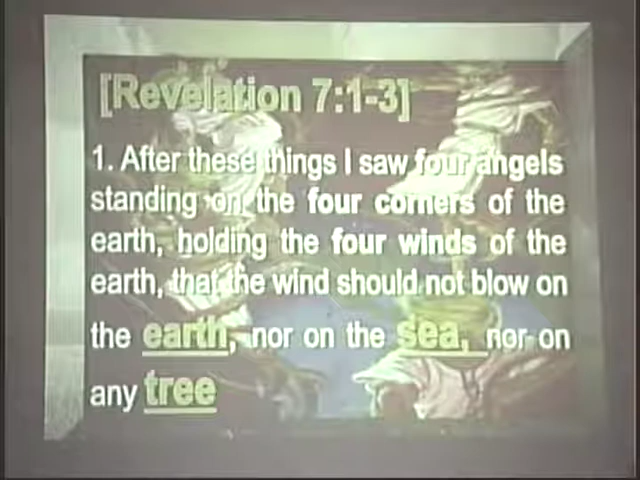 [Revelation 7:1-3]
1. After these things I saw four angels
standing on the four corners of the
earth, holding the four winds of the
earth, that the wind should not blow on
the earth, nor on the sea, nor on
any tree